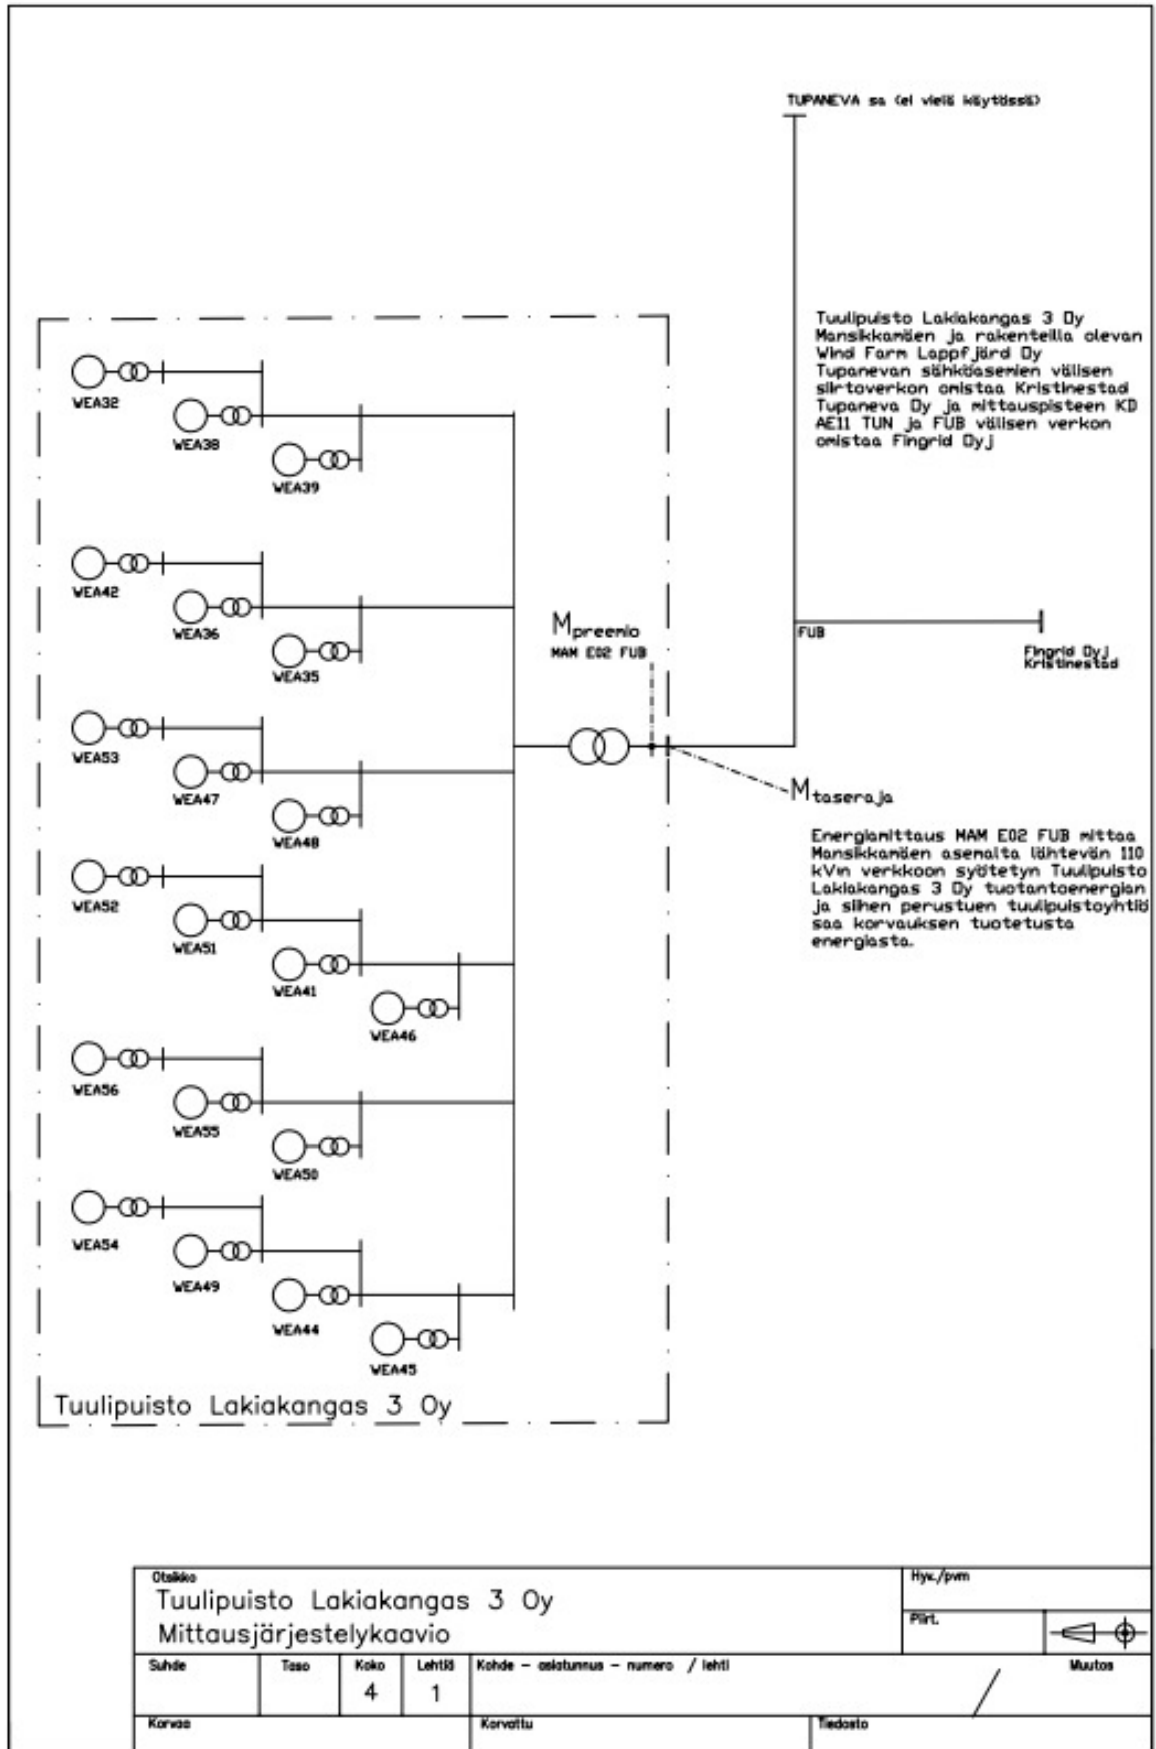 TUPANEVA sa (ei vielä käytössä)
Tuulipuisto Lakiakangas 3 Oy
Mansikkamäen ja rakenteilla olevan
Wind Farm Lappfjärd Oy
Tupanevan sähköasemien välisen
siirtoverkon omistaa Kristinestad
Tupaneva Oy ja mittauspisteen KD
AE11 TUN ja FUB välisen verkon
omistaa Fingrid Oyj
WEA32
WEA38
WEA39
WEA42
WEA36
WEA35
Mpreemio
MAM E02 FUB
FUB
Fingrid Oyj
Kristinestad
WEA53
WEA47
WEA48
Mtaseraja
Energiamittaus MAM E02 FUB mittaa
Mansikkamäen asemalta lähtevän 110
kV:n verkkoon syötetyn Tuulipuisto
Lakiakangas 3 Oy tuotantoenergian
ja siihen perustuen tuulipuistoyhtiö
saa korvauksen tuotetusta
energiasta.
WEA52
WEA51
WEA41
WEA46
WEA56
WEA55
WEA50
WEA54
WEA49
WEA44
WEA45
Tuulipuisto Lakiakangas 3 Oy
Otsikko
Tuulipuisto Lakiakangas 3 Oy
Mittausjärjestelykaavio
Hyv./pvm
Piirt.
Suhde Taso Koko Lehtiä Kohde - asiatunnus - numero / lehti Muutos
4 1
Korvaa Korvattu Tiedosto